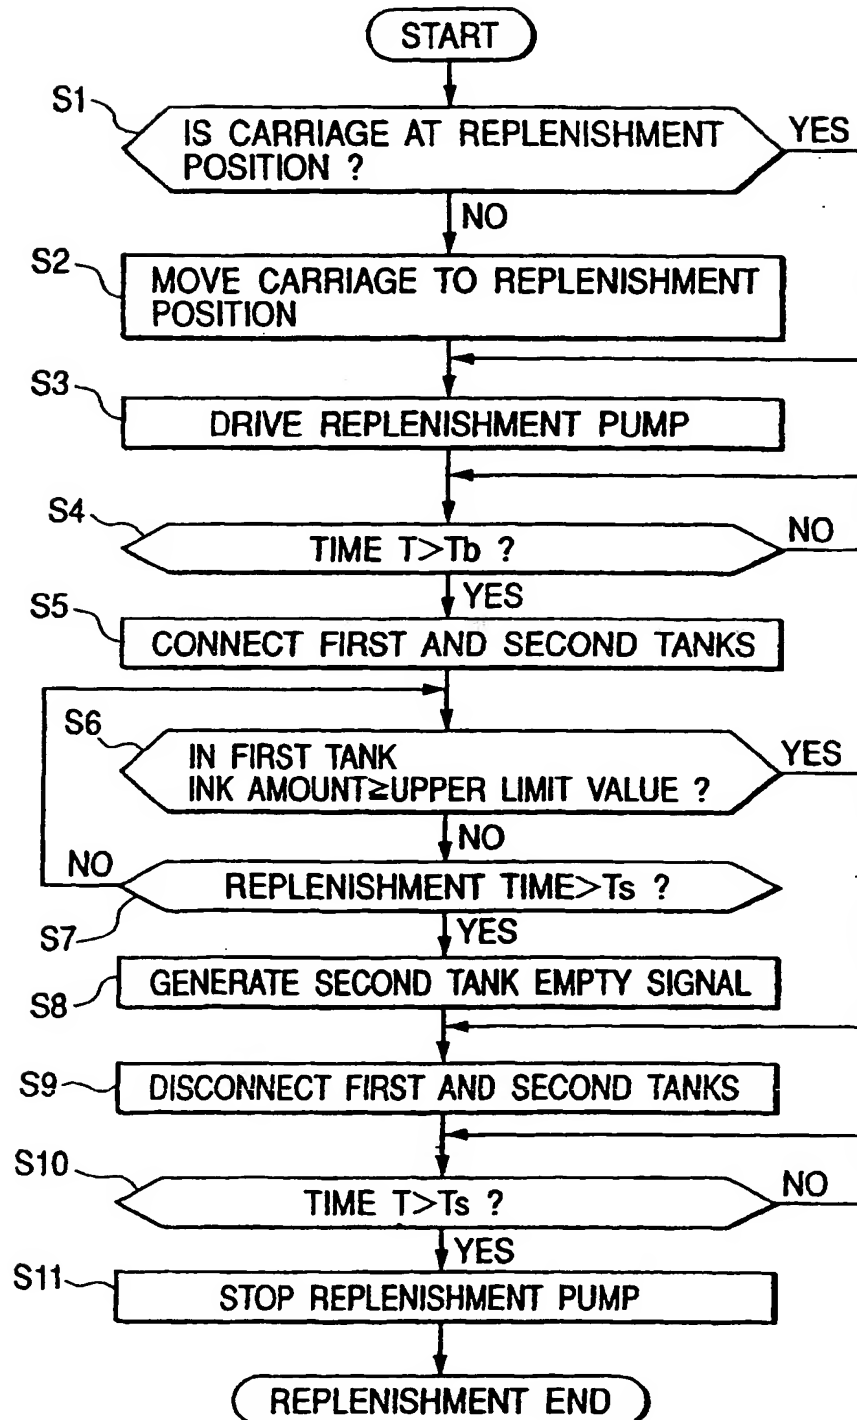 START
S1
IS CARRIAGE AT REPLENISHMENT
POSITION ?
YES
NO
S2
MOVE CARRIAGE TO REPLENISHMENT
POSITION
S3
DRIVE REPLENISHMENT PUMP
S4
TIME T>Tb ?
NO
YES
S5
CONNECT FIRST AND SECOND TANKS
S6
IN FIRST TANK
INK AMOUNT≧UPPER LIMIT VALUE ?
YES
NO
NO
REPLENISHMENT TIME>Ts ?
S7
YES
S8
GENERATE SECOND TANK EMPTY SIGNAL
S9
DISCONNECT FIRST AND SECOND TANKS
S10
TIME T>Ts ?
NO
YES
S11
STOP REPLENISHMENT PUMP
REPLENISHMENT END